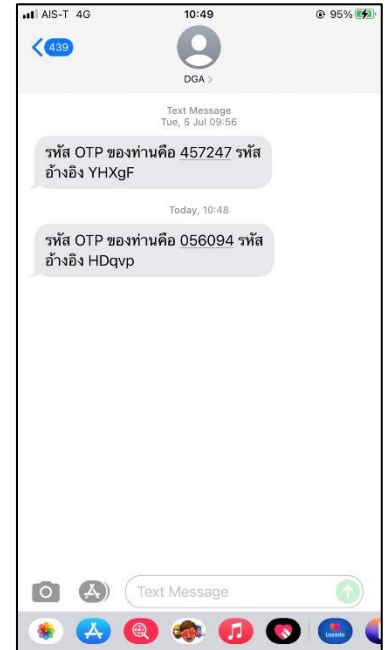 AIS-T 4G 10:49 95%
439
DGA >
Text Message
Tue, 5 Jul 09:56
รหัส OTP ของท่านคือ 457247 รหัส
อ้างอิง YHXgF
Today, 10:48
รหัส OTP ของท่านคือ 056094 รหัส
อ้างอิง HDqvp
Text Message
Lazada